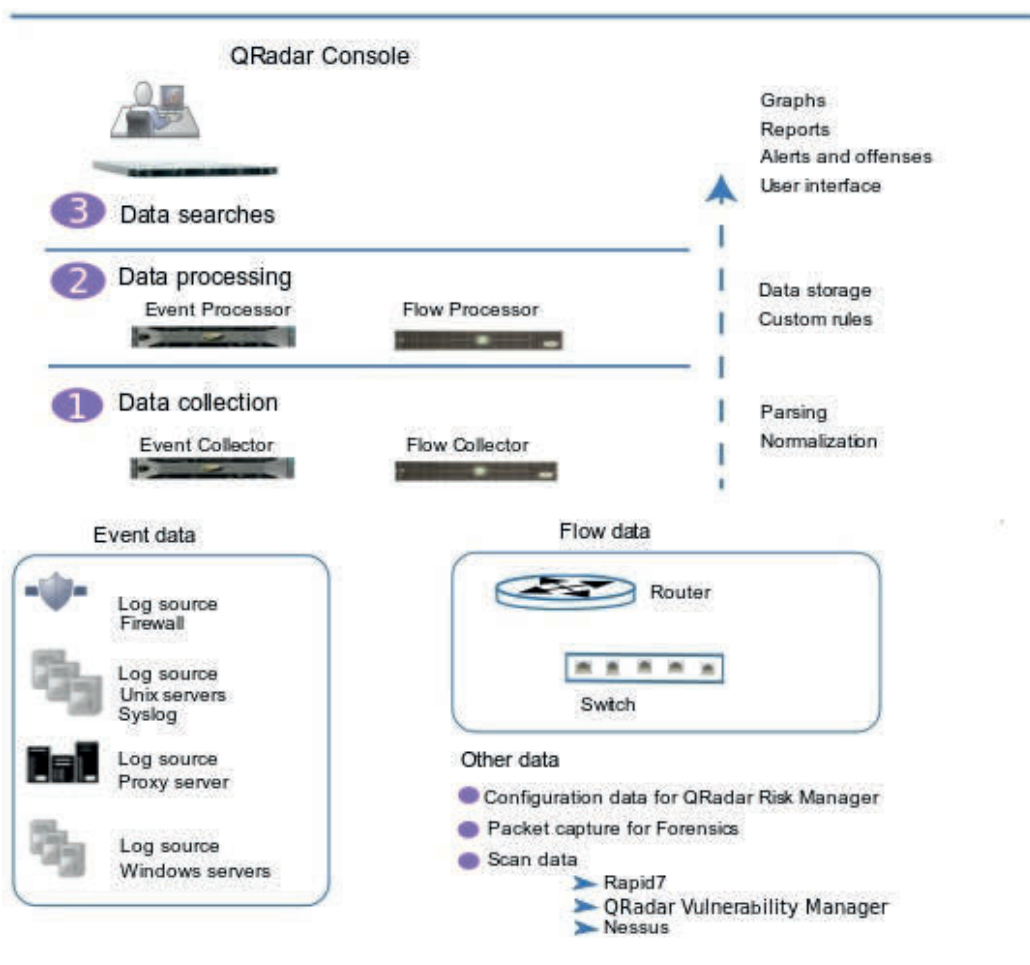 QRadar Console
Graphs
Reports
Alerts and offenses
User interface
3 Data searches
2 Data processing
Event Processor
Flow Processor
Data storage
Custom rules
1 Data collection
Event Collector
Flow Collector
Parsing
Normalization
Event data
Log source
Firewall
Log source
Unix servers
Syslog
Log source
Proxy server
Log source
Windows servers
Flow data
Router
Switch
Other data
Configuration data for QRadar Risk Manager
Packet capture for Forensics
Scan data
Rapid7
QRadar Vulnerability Manager
Nessus